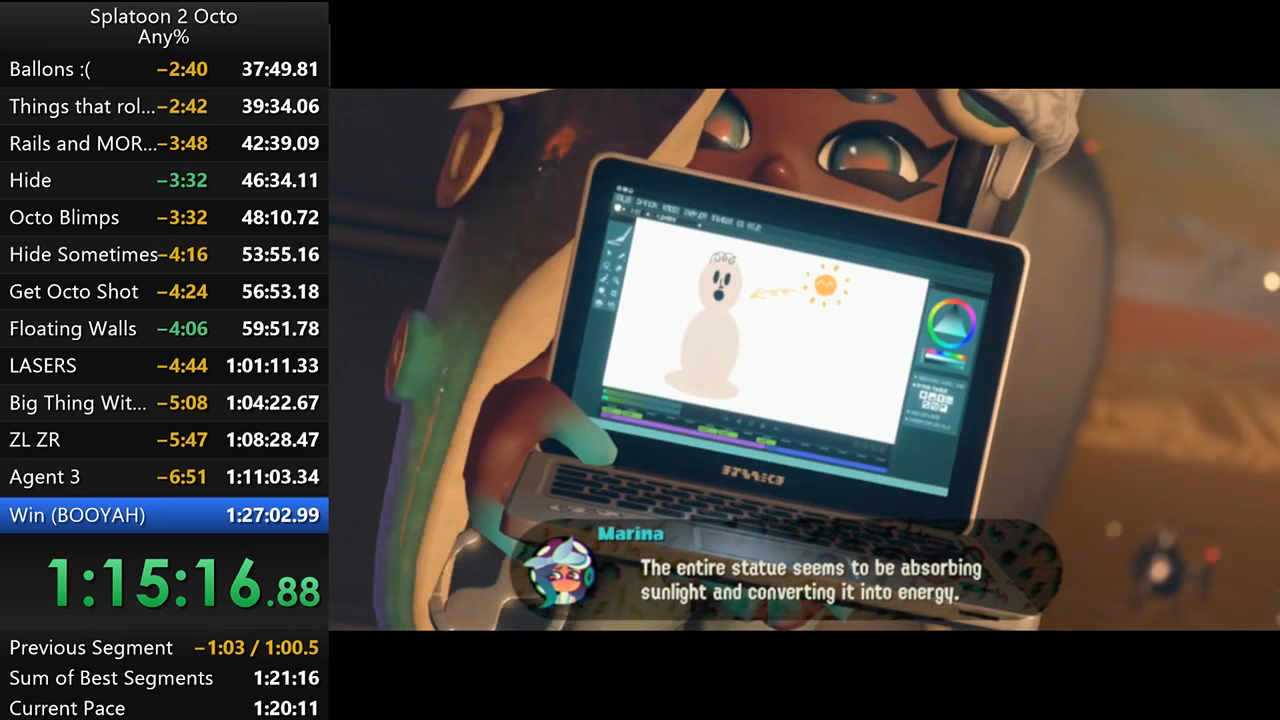 Splatoon 2 Octo
Any%
Ballons :( −2:40 37:49.81
Things that rol... −2:42 39:34.06
Rails and MOR... −3:48 42:39.09
Hide −3:32 46:34.11
Octo Blimps −3:32 48:10.72
Hide Sometimes −4:16 53:55.16
Get Octo Shot −4:24 56:53.18
Floating Walls −4:06 59:51.78
LASERS −4:44 1:01:11.33
Big Thing Wit... −5:08 1:04:22.67
ZL ZR −5:47 1:08:28.47
Agent 3 −6:51 1:11:03.34
Win (BOOYAH) 1:27:02.99
1:15:16.88
Previous Segment −1:03 / 1:00.5
Sum of Best Segments 1:21:16
Current Pace 1:20:11
Marina
The entire statue seems to be absorbing
sunlight and converting it into energy.